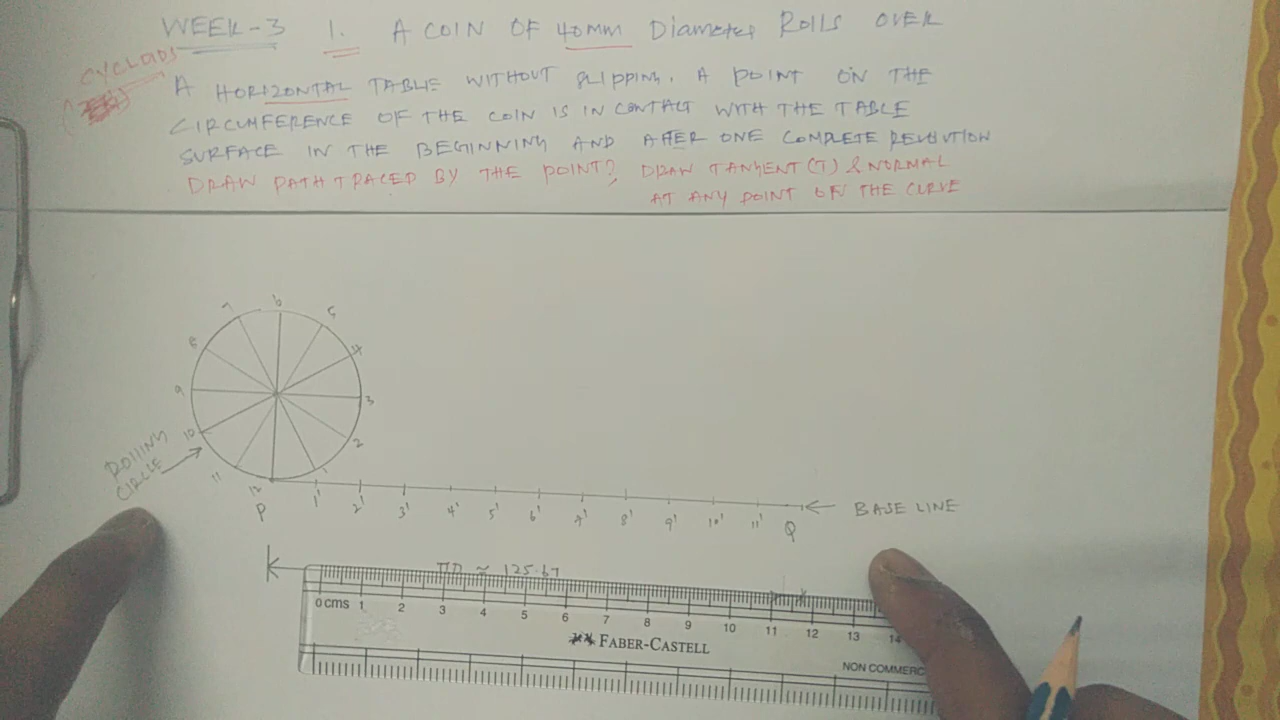 WEEK-3 1. A COIN OF 40MM Diameter ROLLS OVER
CYCLOID
A HORIZONTAL TABLE WITHOUT SLIPPING. A POINT ON THE
CIRCUMFERENCE OF THE COIN IS IN CONTACT WITH THE TABLE
SURFACE IN THE BEGINNING AND AFTER ONE COMPLETE REVOLUTION
DRAW PATH TRACED BY THE POINT? DRAW TANGENT(T) & NORMAL
AT ANY POINT ON THE CURVE
7 6 5
8 4
9 3
10 2
11 12 1
ROLLING
CIRCLE
P 1' 2' 3' 4' 5' 6' 7' 8' 9' 10' 11' Q
BASE LINE
ΠD ≈ 125.67
0 cms 1 2 3 4 5 6 7 8 9 10 11 12 13 14
FABER-CASTELL
NON COMMERC